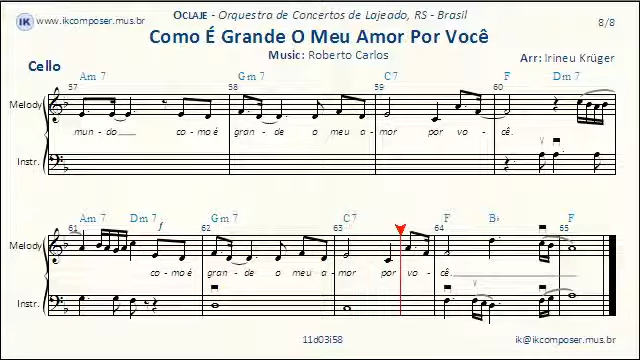 IK www.ikcomposer.mus.br OCLAJE - Orquestra de Concertos de Lajeado, RS - Brasil 8/8
Como É Grande O Meu Amor Por Você
Music: Roberto Carlos
Cello Arr: Irineu Krüger
Am 7 Gm 7 C7 F Dm 7
57 58 59 60
Melody
mun - do____ co - mo é gran - de o meu a - mor por vo - cê.
Instr.
Am 7 Dm 7 Gm 7 C7 F B♭ F
61 f 62 63 64 65
Melody
co - mo é gran - de o meu a - mor por vo - cê.
Instr.
11d03i58 ik@ikcomposer.mus.br